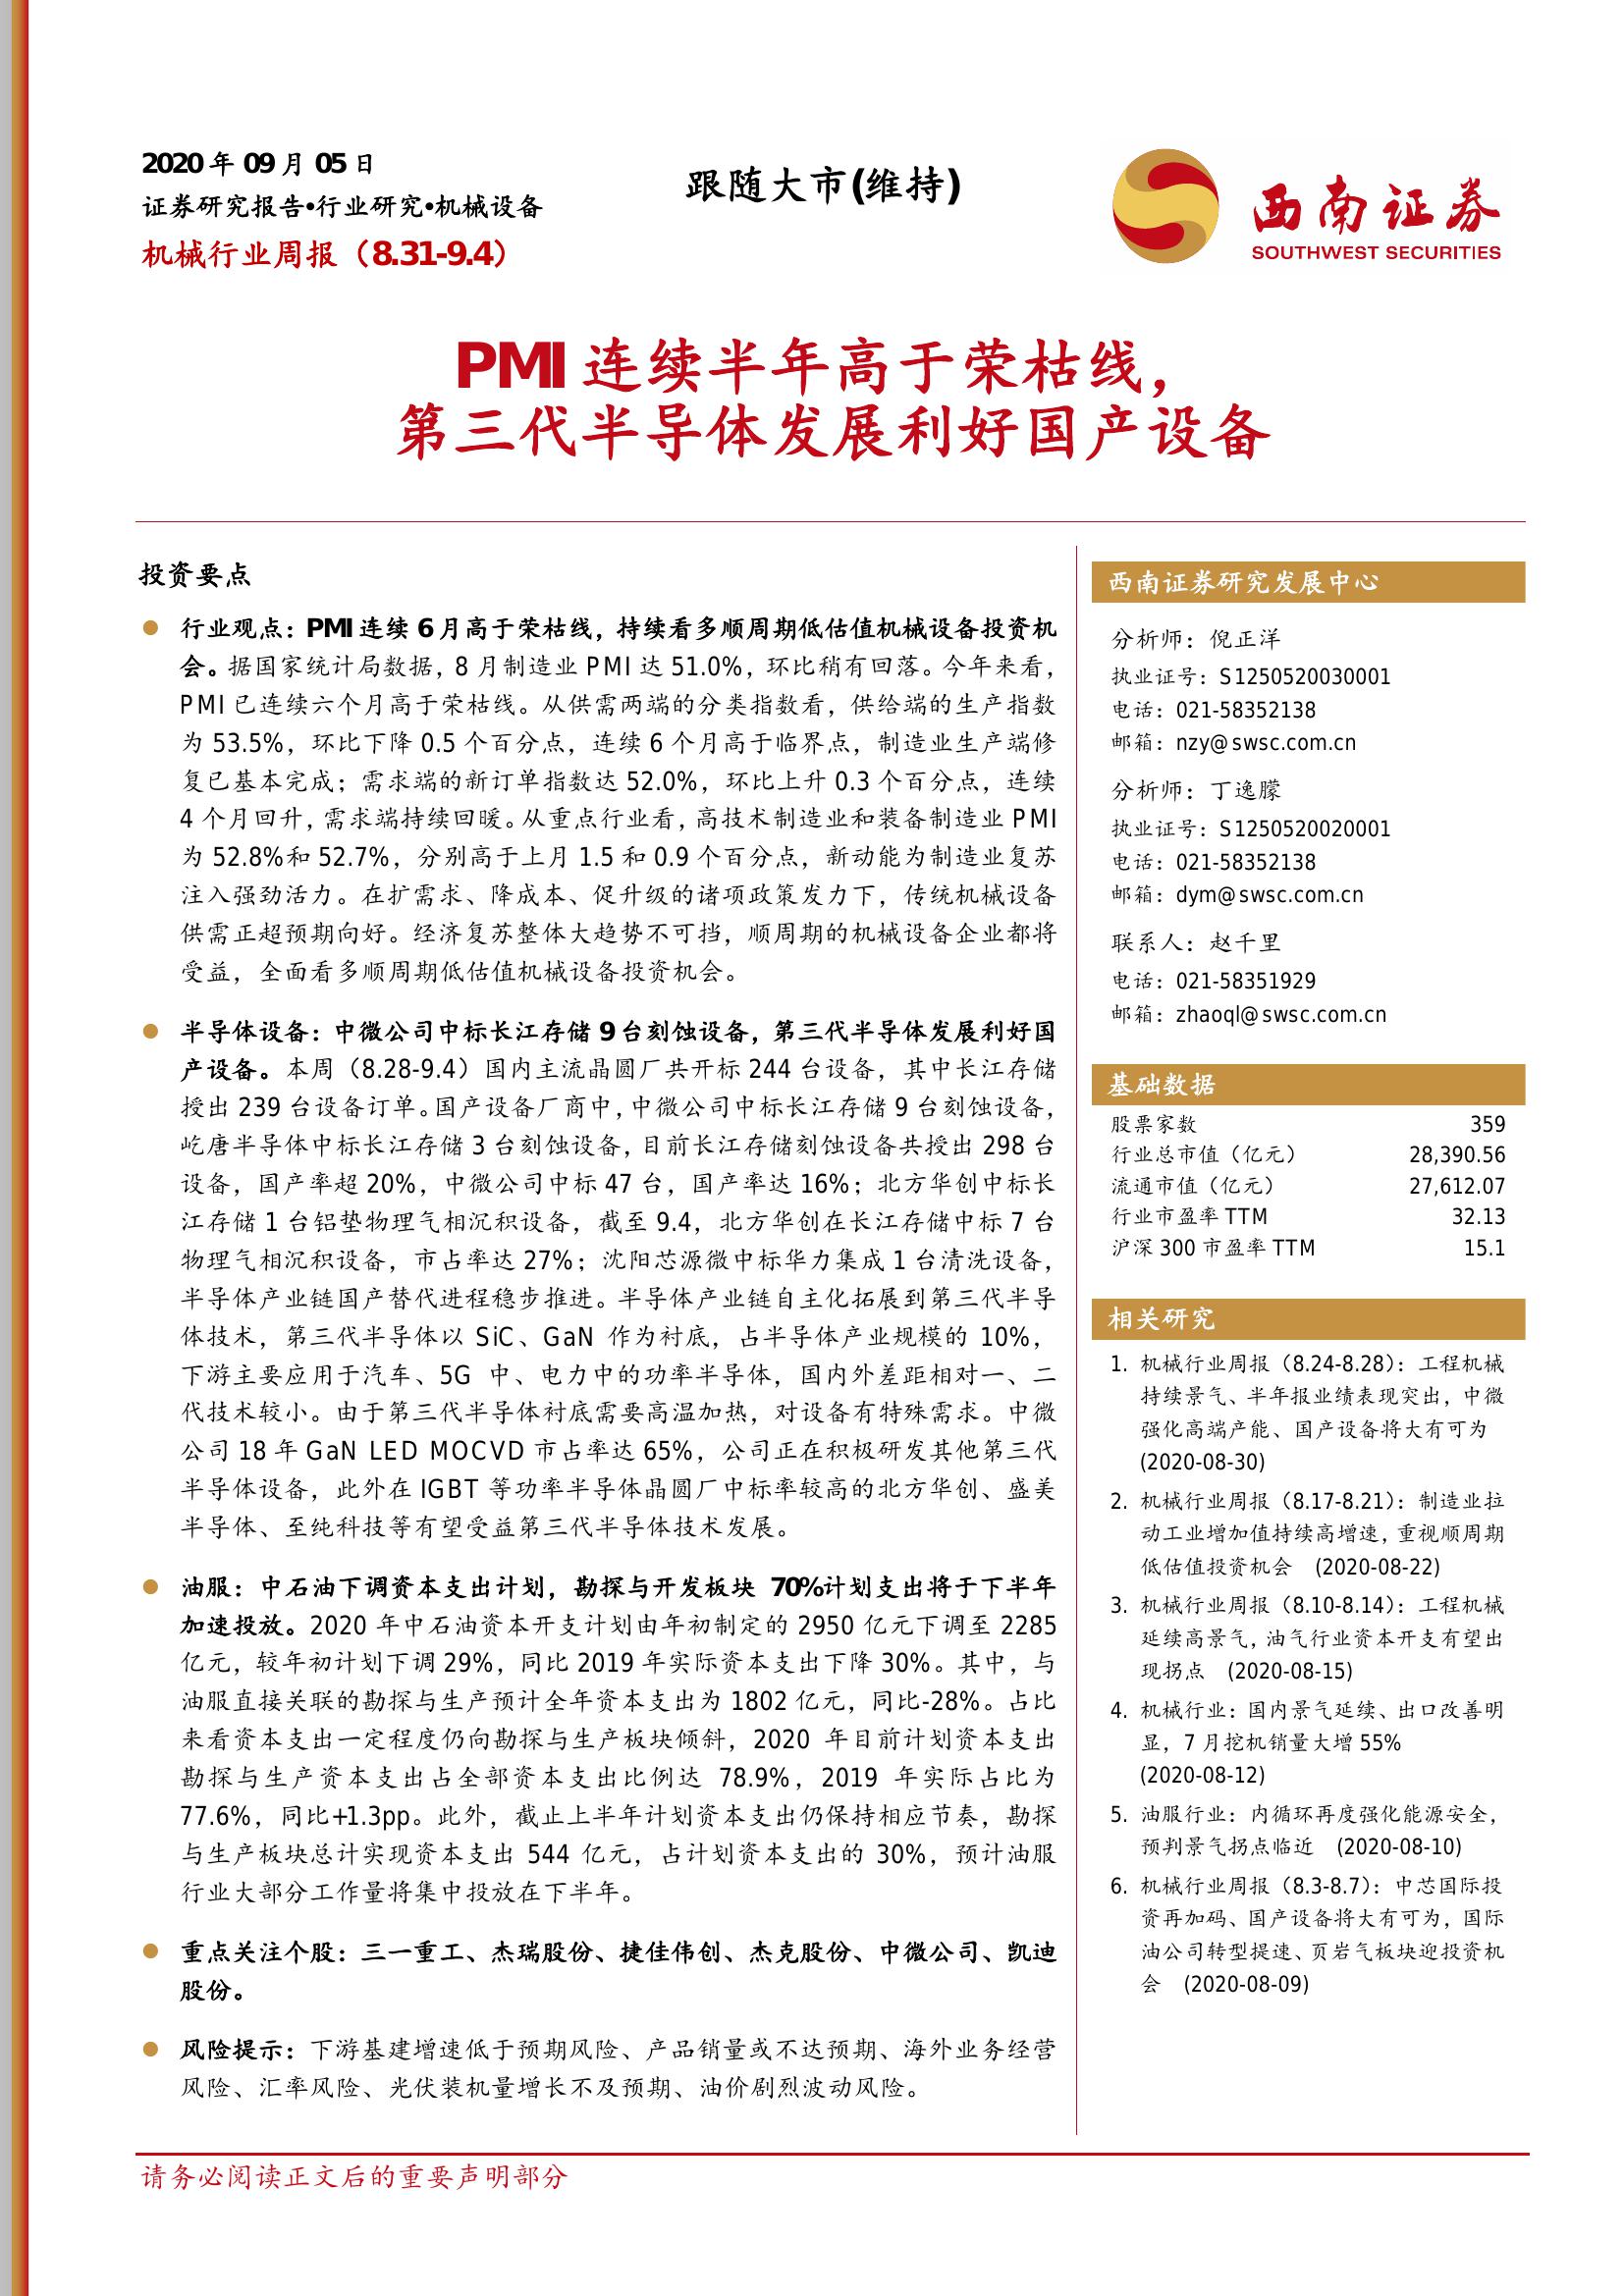 2020 年 09 月 05 日
证券研究报告•行业研究•机械设备
机械行业周报（8.31-9.4）
跟随大市(维持)
西南证券
SOUTHWEST SECURITIES
PMI 连续半年高于荣枯线，
第三代半导体发展利好国产设备
投资要点
行业观点：PMI 连续 6 月高于荣枯线，持续看多顺周期低估值机械设备投资机
会。据国家统计局数据，8 月制造业 PMI 达 51.0%，环比稍有回落。今年来看，
PMI 已连续六个月高于荣枯线。从供需两端的分类指数看，供给端的生产指数
为 53.5%，环比下降 0.5 个百分点，连续 6 个月高于临界点，制造业生产端修
复已基本完成；需求端的新订单指数达 52.0%，环比上升 0.3 个百分点，连续
4 个月回升，需求端持续回暖。从重点行业看，高技术制造业和装备制造业 PMI
为 52.8%和 52.7%，分别高于上月 1.5 和 0.9 个百分点，新动能为制造业复苏
注入强劲活力。在扩需求、降成本、促升级的诸项政策发力下，传统机械设备
供需正超预期向好。经济复苏整体大趋势不可挡，顺周期的机械设备企业都将
受益，全面看多顺周期低估值机械设备投资机会。
半导体设备：中微公司中标长江存储 9 台刻蚀设备，第三代半导体发展利好国
产设备。本周（8.28-9.4）国内主流晶圆厂共开标 244 台设备，其中长江存储
授出 239 台设备订单。国产设备厂商中，中微公司中标长江存储 9 台刻蚀设备，
屹唐半导体中标长江存储 3 台刻蚀设备，目前长江存储刻蚀设备共授出 298 台
设备，国产率超 20%，中微公司中标 47 台，国产率达 16%；北方华创中标长
江存储 1 台铝垫物理气相沉积设备，截至 9.4，北方华创在长江存储中标 7 台
物理气相沉积设备，市占率达 27%；沈阳芯源微中标华力集成 1 台清洗设备，
半导体产业链国产替代进程稳步推进。半导体产业链自主化拓展到第三代半导
体技术，第三代半导体以 SiC、GaN 作为衬底，占半导体产业规模的 10%，
下游主要应用于汽车、5G 中、电力中的功率半导体，国内外差距相对一、二
代技术较小。由于第三代半导体衬底需要高温加热，对设备有特殊需求。中微
公司 18 年 GaN LED MOCVD 市占率达 65%，公司正在积极研发其他第三代
半导体设备，此外在 IGBT 等功率半导体晶圆厂中标率较高的北方华创、盛美
半导体、至纯科技等有望受益第三代半导体技术发展。
油服：中石油下调资本支出计划，勘探与开发板块 70%计划支出将于下半年
加速投放。2020 年中石油资本开支计划由年初制定的 2950 亿元下调至 2285
亿元，较年初计划下调 29%，同比 2019 年实际资本支出下降 30%。其中，与
油服直接关联的勘探与生产预计全年资本支出为 1802 亿元，同比-28%。占比
来看资本支出一定程度仍向勘探与生产板块倾斜，2020 年目前计划资本支出
勘探与生产资本支出占全部资本支出比例达 78.9%，2019 年实际占比为
77.6%，同比+1.3pp。此外，截止上半年计划资本支出仍保持相应节奏，勘探
与生产板块总计实现资本支出 544 亿元，占计划资本支出的 30%，预计油服
行业大部分工作量将集中投放在下半年。
重点关注个股：三一重工、杰瑞股份、捷佳伟创、杰克股份、中微公司、凯迪
股份。
风险提示：下游基建增速低于预期风险、产品销量或不达预期、海外业务经营
风险、汇率风险、光伏装机量增长不及预期、油价剧烈波动风险。
西南证券研究发展中心
分析师：倪正洋
执业证号：S1250520030001
电话：021-58352138
邮箱：nzy@swsc.com.cn
分析师：丁逸朦
执业证号：S1250520020001
电话：021-58352138
邮箱：dym@swsc.com.cn
联系人：赵千里
电话：021-58351929
邮箱：zhaoql@swsc.com.cn
基础数据
股票家数 359
行业总市值（亿元） 28,390.56
流通市值（亿元） 27,612.07
行业市盈率 TTM 32.13
沪深 300 市盈率 TTM 15.1
相关研究
1. 机械行业周报（8.24-8.28）：工程机械
持续景气、半年报业绩表现突出，中微
强化高端产能、国产设备将大有可为
(2020-08-30)
2. 机械行业周报（8.17-8.21）：制造业拉
动工业增加值持续高增速，重视顺周期
低估值投资机会 (2020-08-22)
3. 机械行业周报（8.10-8.14）：工程机械
延续高景气，油气行业资本开支有望出
现拐点 (2020-08-15)
4. 机械行业：国内景气延续、出口改善明
显，7 月挖机销量大增 55%
(2020-08-12)
5. 油服行业：内循环再度强化能源安全，
预判景气拐点临近 (2020-08-10)
6. 机械行业周报（8.3-8.7）：中芯国际投
资再加码、国产设备将大有可为，国际
油公司转型提速、页岩气板块迎投资机
会 (2020-08-09)
请务必阅读正文后的重要声明部分